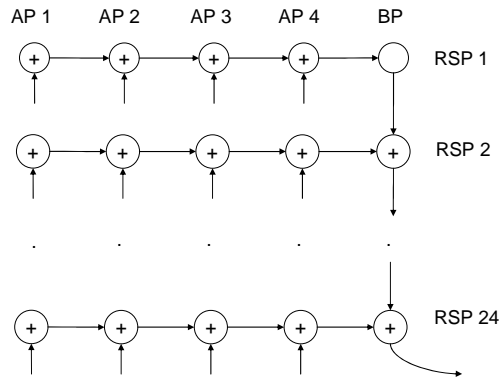 AP 1 AP 2 AP 3 AP 4 BP
+ + + + RSP 1
+ + + + + RSP 2
. . . . .
+ + + + + RSP 24